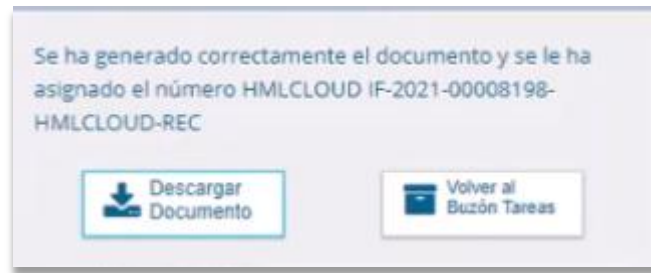 Se ha generado correctamente el documento y se le ha
asignado el número HMLCLOUD IF-2021-00008198-
HMLCLOUD-REC
Descargar
Documento
Volver al
Buzón Tareas